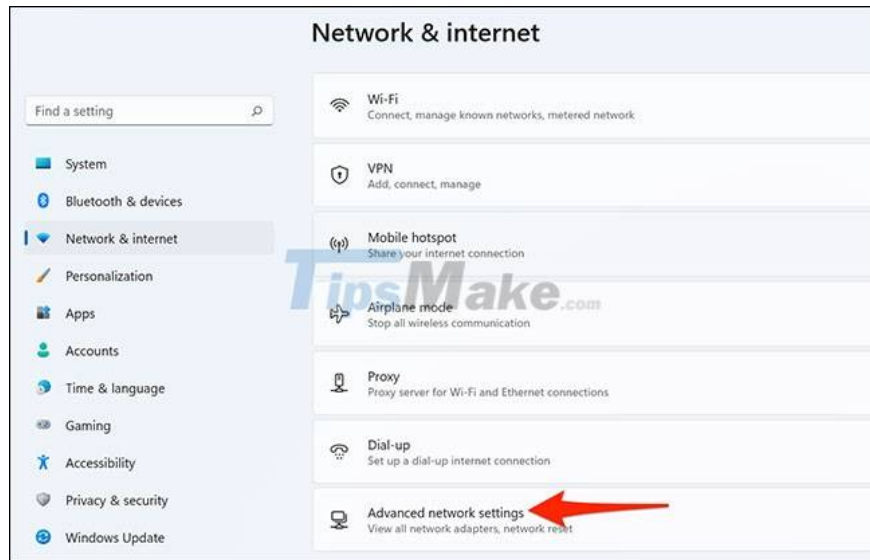 Network & internet
Find a setting
System
Bluetooth & devices
Network & internet
Personalization
Apps
Accounts
Time & language
Gaming
Accessibility
Privacy & security
Windows Update
Wi-Fi
Connect, manage known networks, metered network
VPN
Add, connect, manage
Mobile hotspot
Share your internet connection
TipsMake.com
Airplane mode
Stop all wireless communication
Proxy
Proxy server for Wi-Fi and Ethernet connections
Dial-up
Set up a dial-up internet connection
Advanced network settings
View all network adapters, network reset